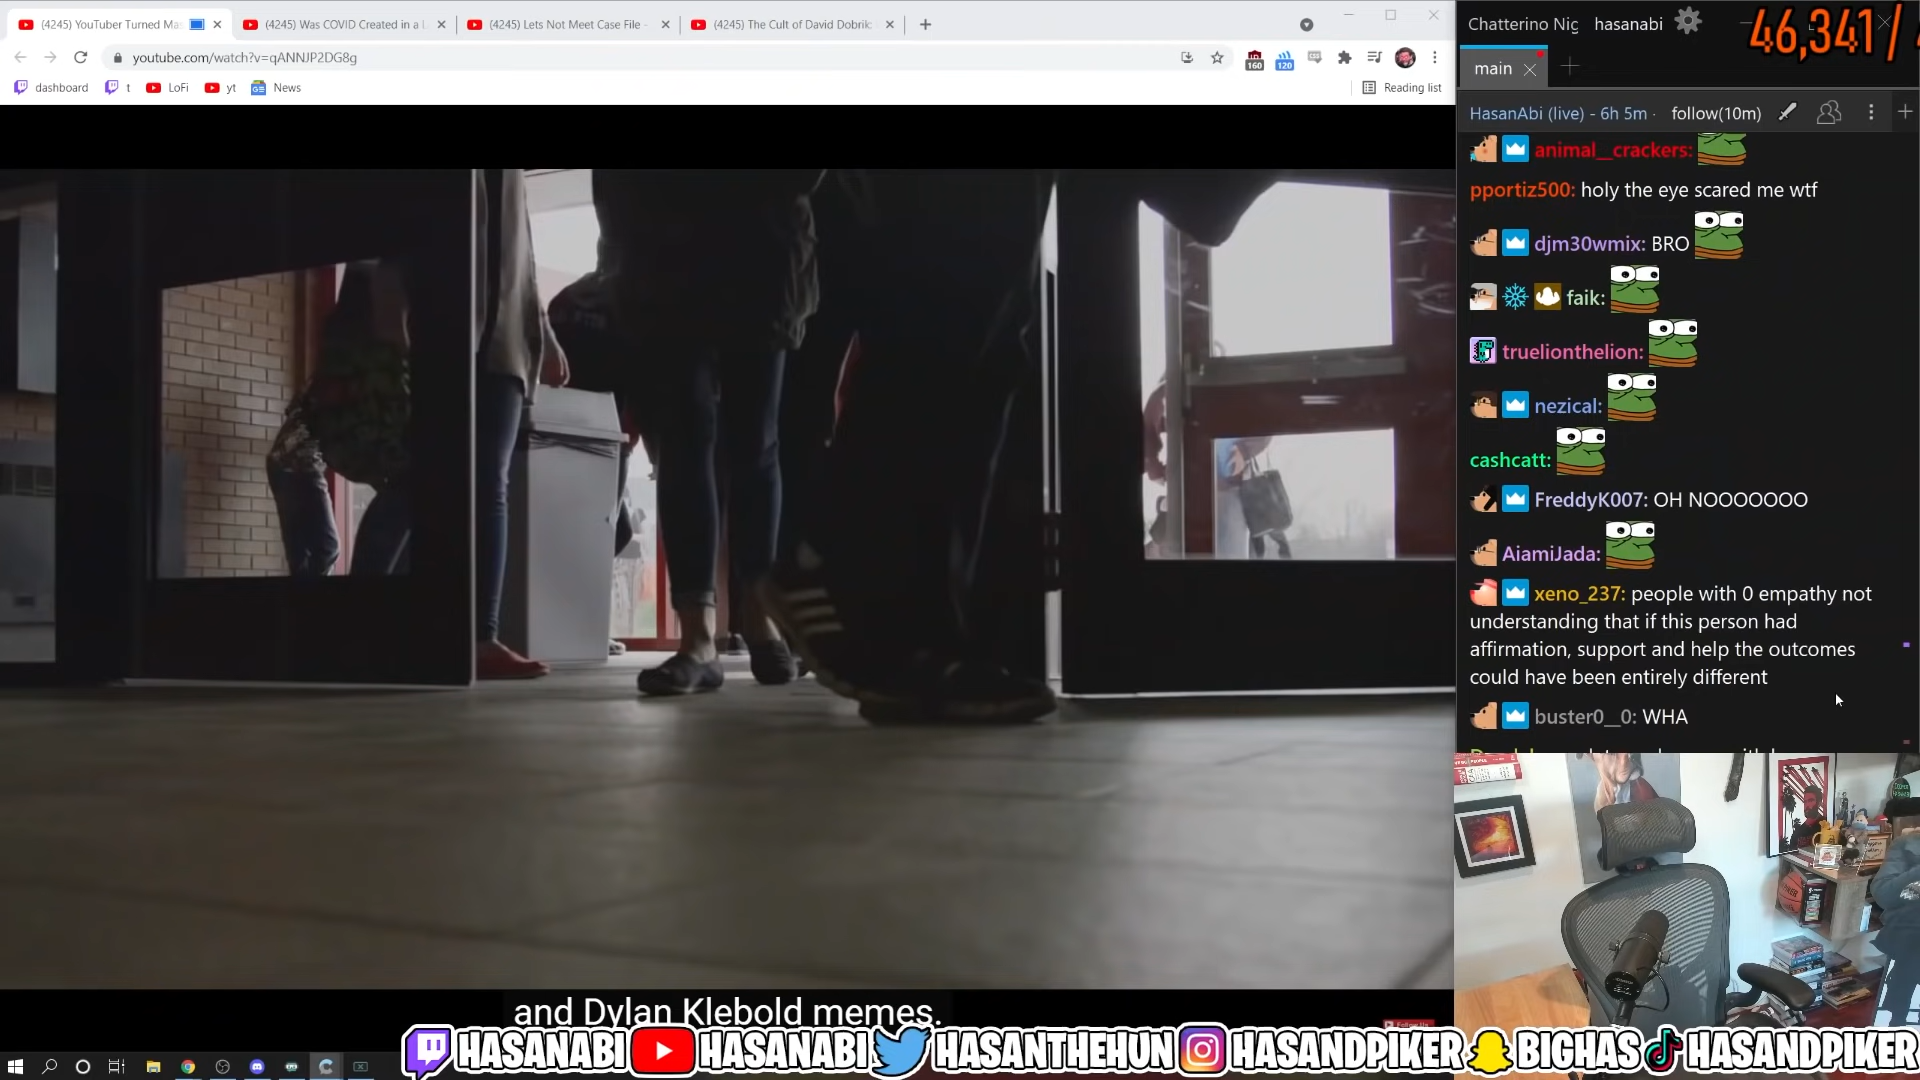 (4245) YouTuber Turned Ma
(4245) Was COVID Created in a L
(4245) Lets Not Meet Case File -
(4245) The Cult of David Dobrik:
youtube.com/watch?v=qANNJP2DG8g
160
120
dashboard
t
LoFi
yt
News
Reading list
Chatterino Nig
hasanabi
46,341/
main
HasanAbi (live) - 6h 5m ·
follow(10m)
animal__crackers:
pportiz500: holy the eye scared me wtf
djm30wmix: BRO
faik:
truelionthelion:
nezical:
cashcatt:
FreddyK007: OH NOOOOOOO
AiamiJada:
xeno_237: people with 0 empathy not
understanding that if this person had
affirmation, support and help the outcomes
could have been entirely different
buster0__0: WHA
and Dylan Klebold memes.
HASANABI HASANABI HASANTHEHUN HASANDPIKER BIGHAS HASANDPIKER